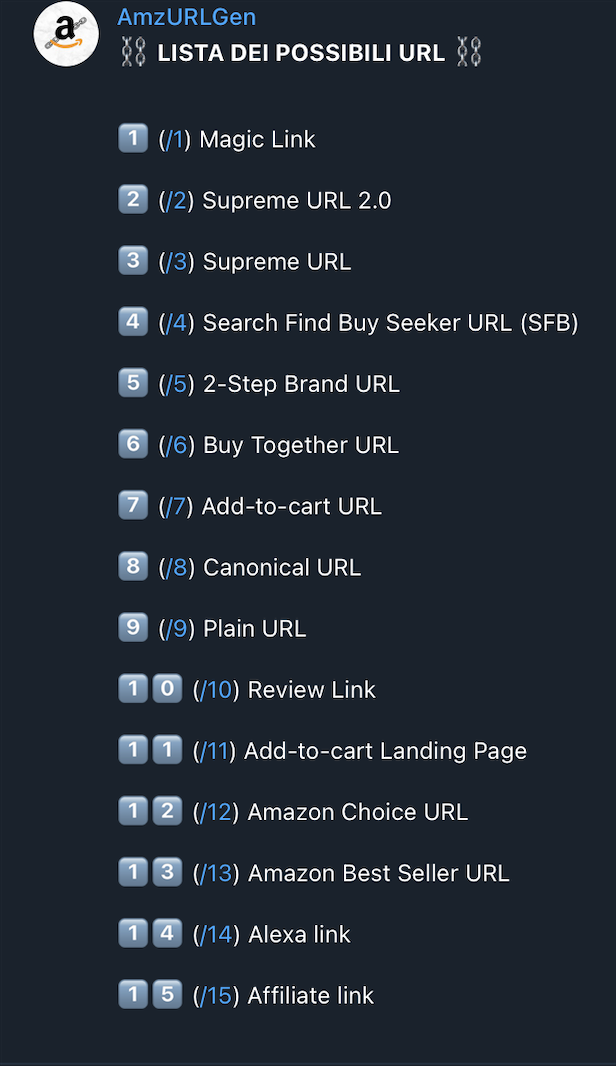 AmzURLGen
⛓ LISTA DEI POSSIBILI URL ⛓
1️⃣ (/1) Magic Link
2️⃣ (/2) Supreme URL 2.0
3️⃣ (/3) Supreme URL
4️⃣ (/4) Search Find Buy Seeker URL (SFB)
5️⃣ (/5) 2-Step Brand URL
6️⃣ (/6) Buy Together URL
7️⃣ (/7) Add-to-cart URL
8️⃣ (/8) Canonical URL
9️⃣ (/9) Plain URL
1️⃣0️⃣ (/10) Review Link
1️⃣1️⃣ (/11) Add-to-cart Landing Page
1️⃣2️⃣ (/12) Amazon Choice URL
1️⃣3️⃣ (/13) Amazon Best Seller URL
1️⃣4️⃣ (/14) Alexa link
1️⃣5️⃣ (/15) Affiliate link